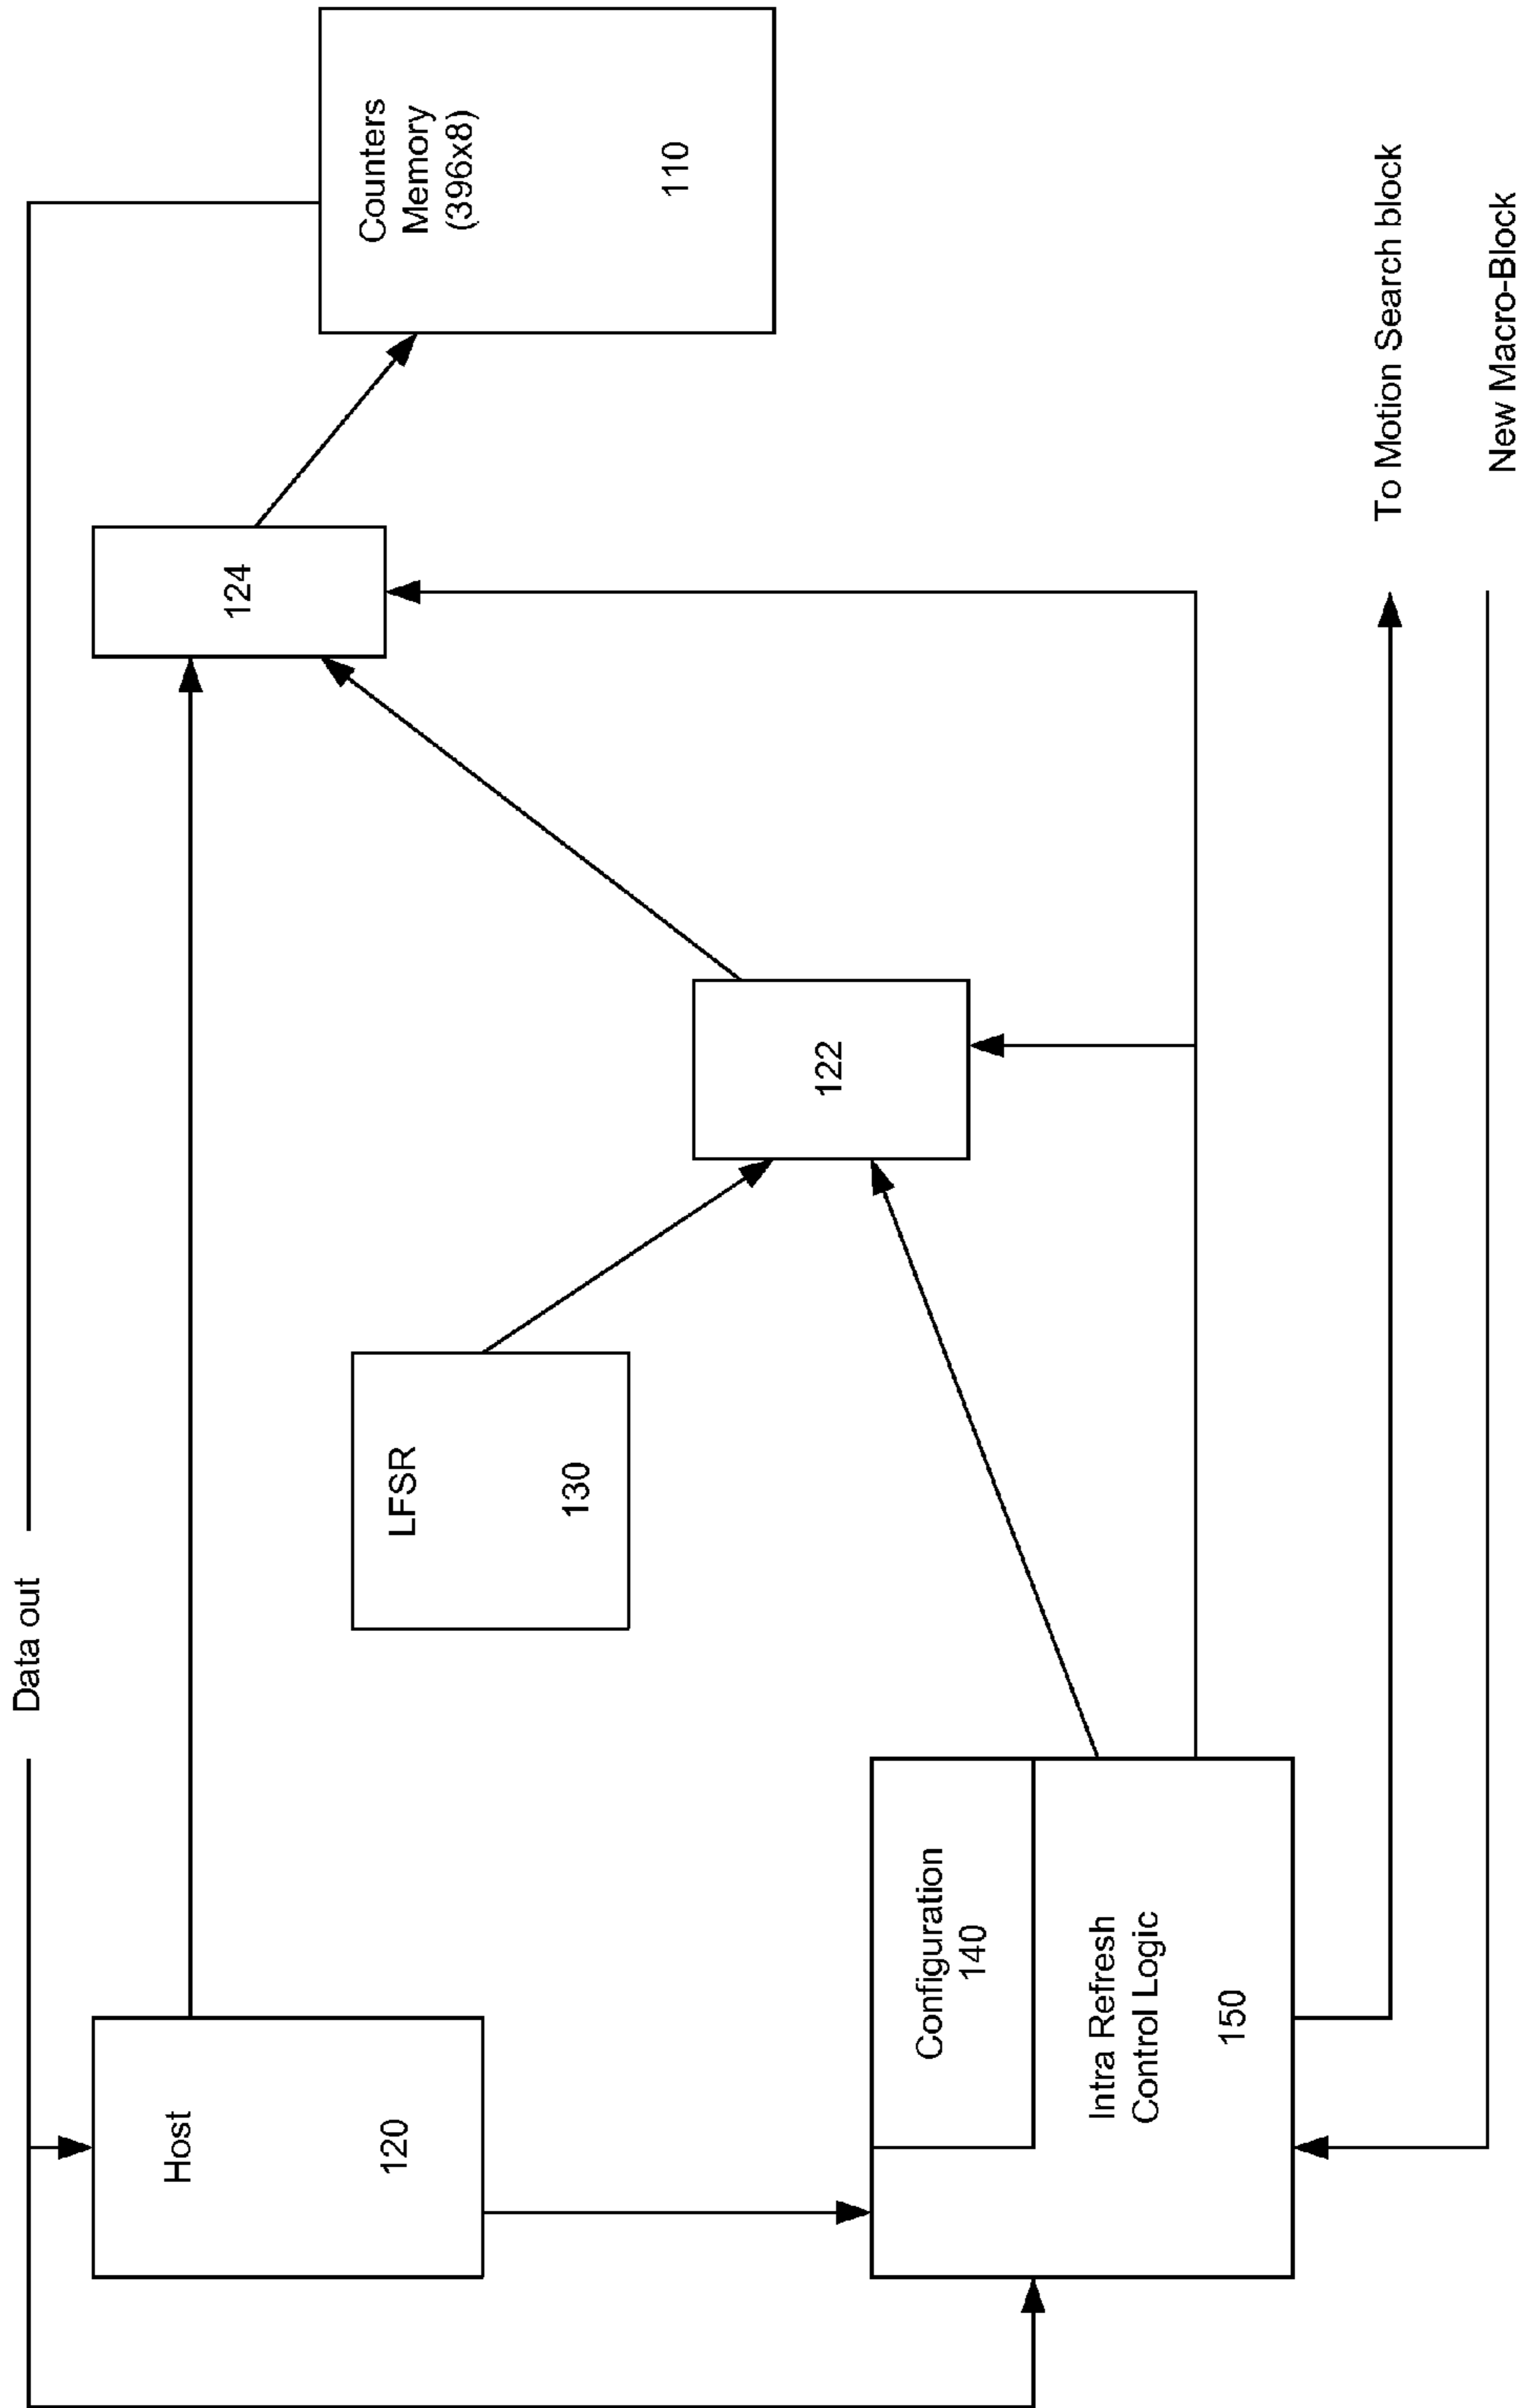 Data out
Host
120
LFSR
130
124
Counters
Memory
(396x8)
110
122
Configuration
140
Intra Refresh
Control Logic
150
To Motion Search block
New Macro-Block